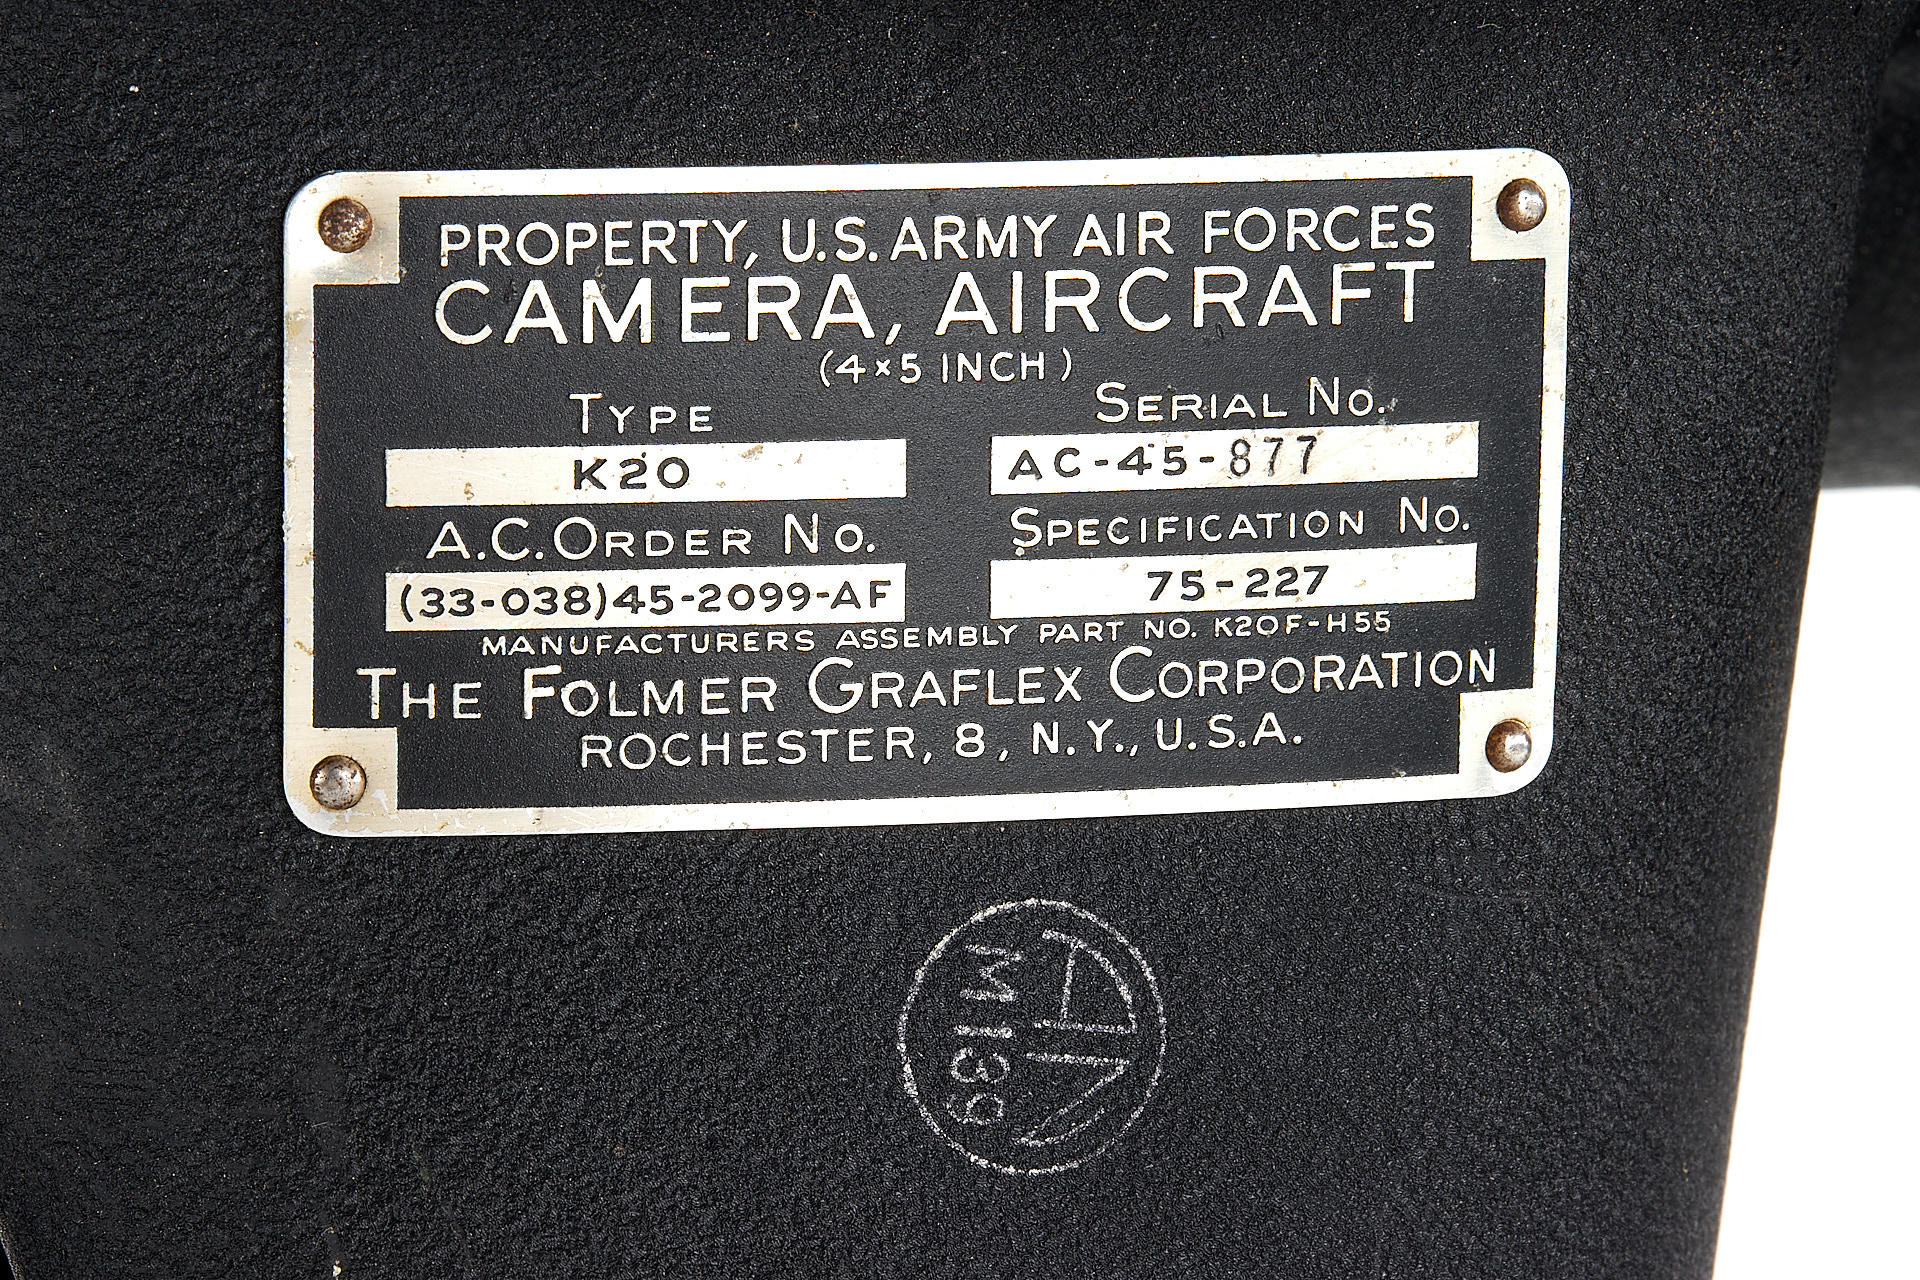 PROPERTY, U.S. ARMY AIR FORCES
CAMERA, AIRCRAFT
(4×5 INCH)
TYPE
K20
SERIAL No.
AC-45-877
A.C. ORDER No.
(33-038)45-2099-AF
SPECIFICATION No.
75-227
MANUFACTURERS ASSEMBLY PART NO. K20F-H55
THE FOLMER GRAFLEX CORPORATION
ROCHESTER, 8, N.Y., U.S.A.
M139